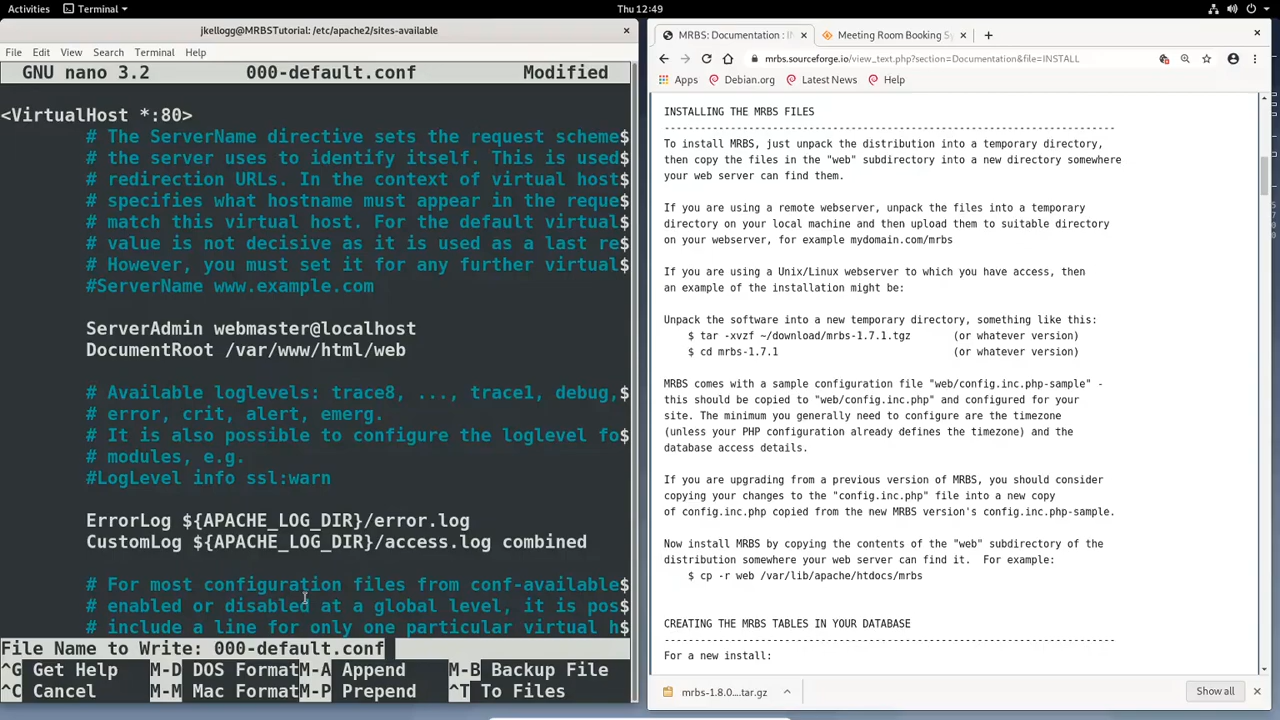 Activities Terminal Thu 12:49
jkellogg@MRBSTutorial: /etc/apache2/sites-available ×
File Edit View Search Terminal Help
GNU nano 3.2 000-default.conf Modified
<VirtualHost *:80>
# The ServerName directive sets the request scheme$
# the server uses to identify itself. This is used$
# redirection URLs. In the context of virtual host$
# specifies what hostname must appear in the reque$
# match this virtual host. For the default virtual$
# value is not decisive as it is used as a last re$
# However, you must set it for any further virtual$
#ServerName www.example.com
ServerAdmin webmaster@localhost
DocumentRoot /var/www/html/web
# Available loglevels: trace8, ..., trace1, debug,$
# error, crit, alert, emerg.
# It is also possible to configure the loglevel fo$
# modules, e.g.
#LogLevel info ssl:warn
ErrorLog ${APACHE_LOG_DIR}/error.log
CustomLog ${APACHE_LOG_DIR}/access.log combined
# For most configuration files from conf-available$
# enabled or disabled at a global level, it is pos$
# include a line for only one particular virtual h$
File Name to Write: 000-default.conf
^G Get Help M-D DOS Format M-A Append M-B Backup File
^C Cancel M-M Mac Format M-P Prepend ^T To Files
MRBS: Documentation : IN × Meeting Room Booking Sy × +
mrbs.sourceforge.io/view_text.php?section=Documentation&file=INSTALL
Apps Debian.org Latest News Help
INSTALLING THE MRBS FILES
-----------------------------------------------------------------------
To install MRBS, just unpack the distribution into a temporary directory,
then copy the files in the "web" subdirectory into a new directory somewhere
your web server can find them.
If you are using a remote webserver, unpack the files into a temporary
directory on your local machine and then upload them to suitable directory
on your webserver, for example mydomain.com/mrbs
If you are using a Unix/Linux webserver to which you have access, then
an example of the installation might be:
Unpack the software into a new temporary directory, something like this:
$ tar -xvzf ~/download/mrbs-1.7.1.tgz (or whatever version)
$ cd mrbs-1.7.1 (or whatever version)
MRBS comes with a sample configuration file "web/config.inc.php-sample" -
this should be copied to "web/config.inc.php" and configured for your
site. The minimum you generally need to configure are the timezone
(unless your PHP configuration already defines the timezone) and the
database access details.
If you are upgrading from a previous version of MRBS, you should consider
copying your changes to the "config.inc.php" file into a new copy
of config.inc.php copied from the new MRBS version's config.inc.php-sample.
Now install MRBS by copying the contents of the "web" subdirectory of the
distribution somewhere your web server can find it. For example:
$ cp -r web /var/lib/apache/htdocs/mrbs
CREATING THE MRBS TABLES IN YOUR DATABASE
-----------------------------------------------------------------------
For a new install:
mrbs-1.8.0....tar.gz Show all